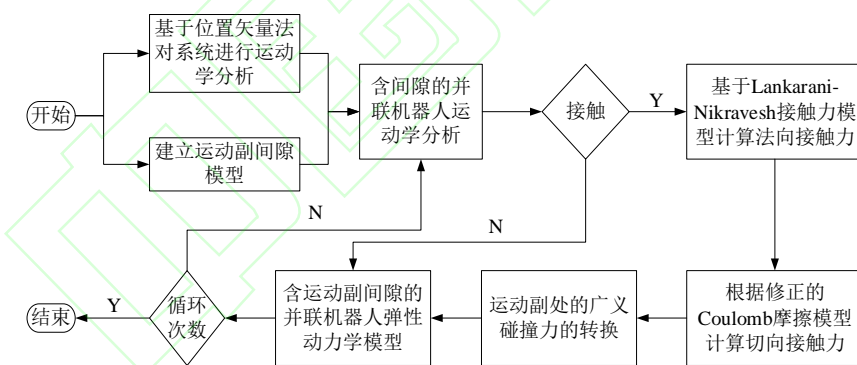 基于位置矢量法
对系统进行运动
学分析
开始
建立运动副间隙
模型
含间隙的并
联机器人运
动学分析
接触
Y
基于Lankarani-
Nikravesh接触力模
型计算法向接触力
N
N
结束
Y
循环
次数
含运动副间隙的
并联机器人弹性
动力学模型
运动副处的广义
碰撞力的转换
根据修正的
Coulomb摩擦模型
计算切向接触力